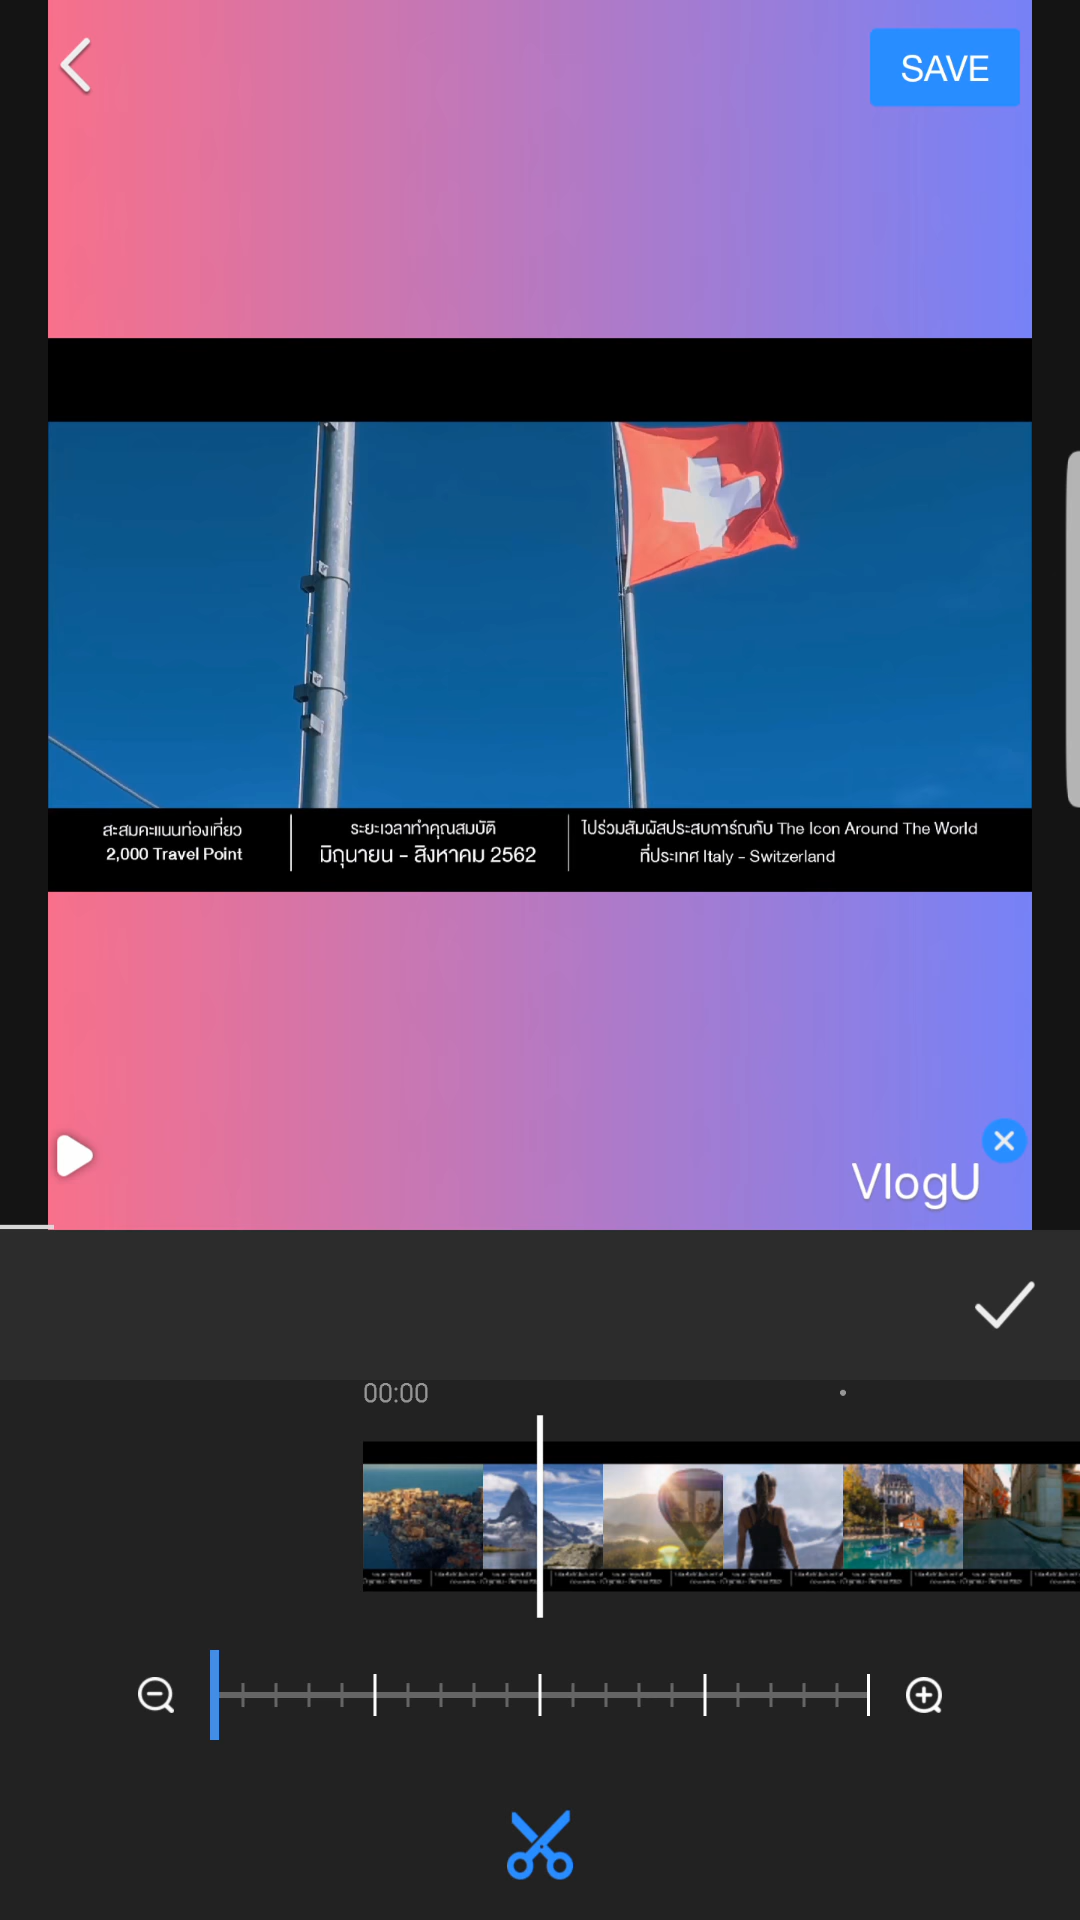 SAVE
สะสมคะแนนท่องเที่ยว
2,000 Travel Point
ระยะเวลาทำคุณสมบัติ
มิถุนายน - สิงหาคม 2562
ไปร่วมสัมผัสประสบการ์ณกับ The Icon Around The World
ที่ประเทศ Italy - Switzerland
VlogU
00:00